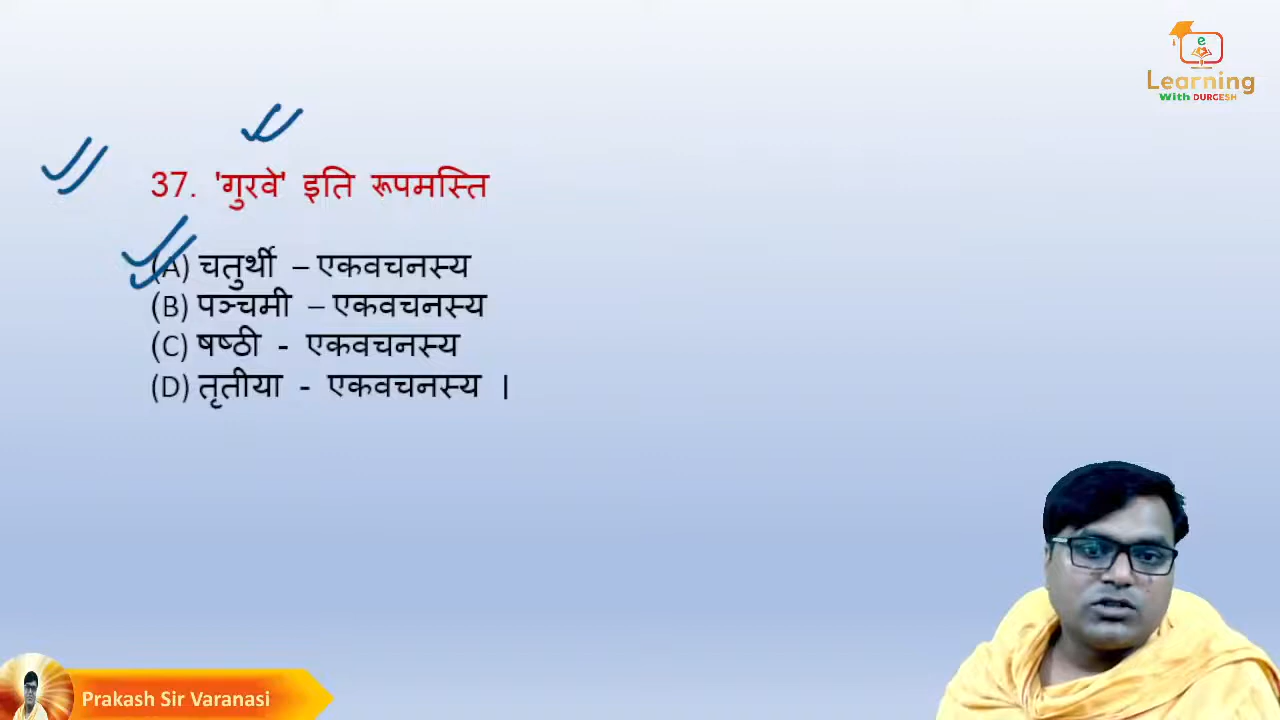 e
Learning
With DURGESH
37. 'गुरवे' इति रूपमस्ति
(A) चतुर्थी – एकवचनस्य
(B) पञ्चमी – एकवचनस्य
(C) षष्ठी - एकवचनस्य
(D) तृतीया - एकवचनस्य ।
Prakash Sir Varanasi